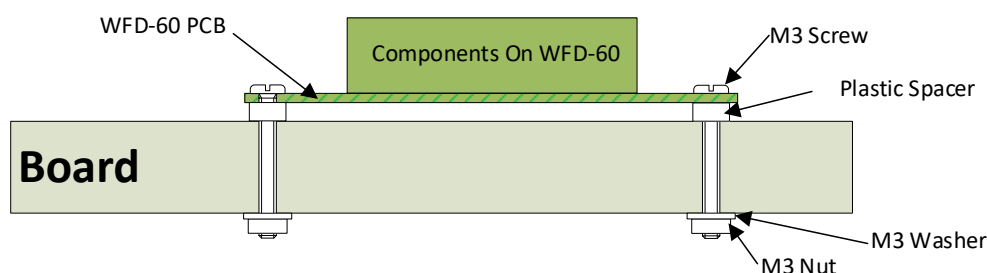 WFD-60 PCB
Components On WFD-60
M3 Screw
Plastic Spacer
Board
M3 Washer
M3 Nut